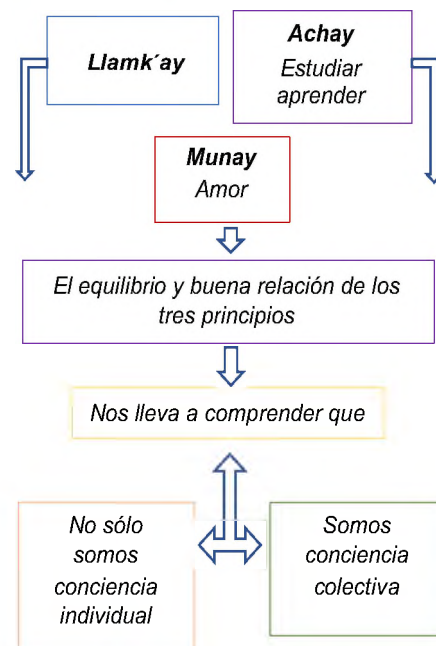 Llamk´ay
Achay
Estudiar
aprender
Munay
Amor
El equilibrio y buena relación de los
tres principios
Nos lleva a comprender que
No sólo
somos
conciencia
individual
Somos
conciencia
colectiva